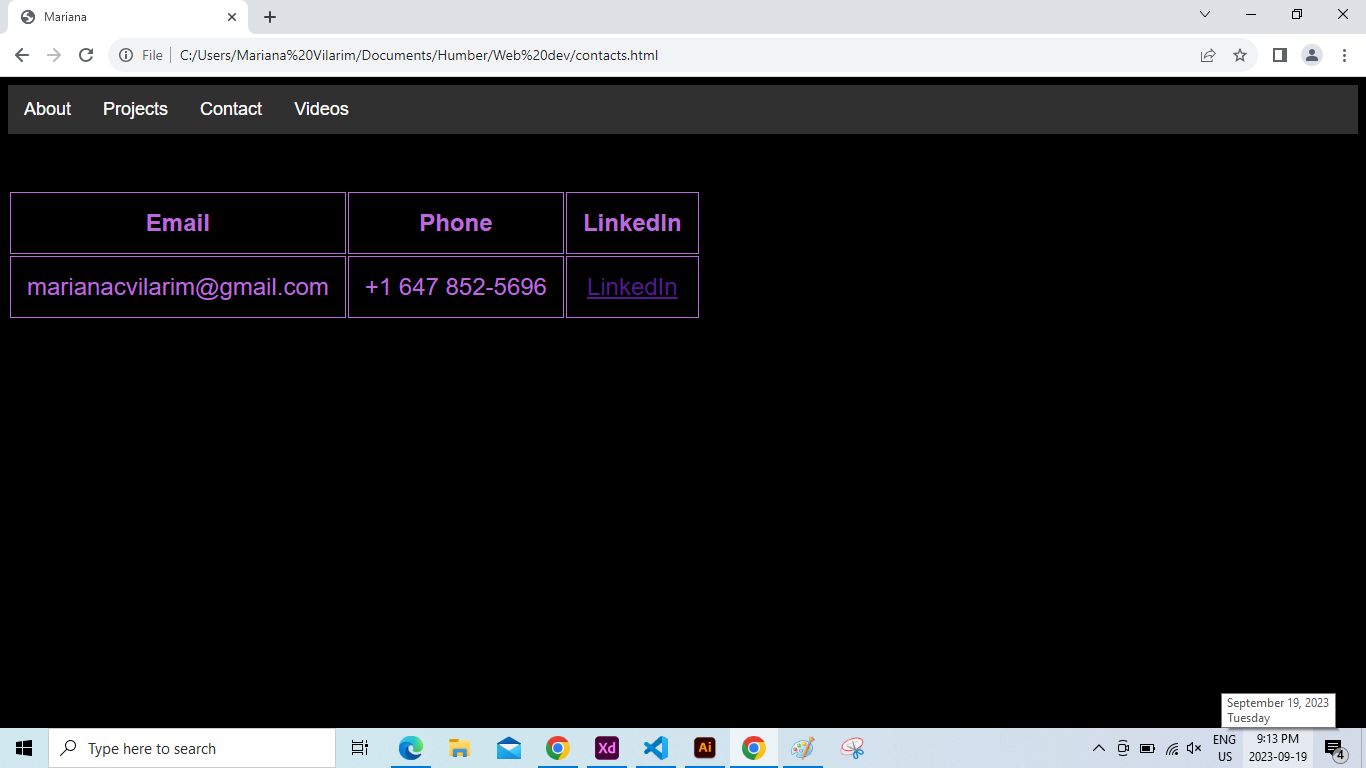 Mariana
File C:/Users/Mariana%20Vilarim/Documents/Humber/Web%20dev/contacts.html
About Projects Contact Videos
Email Phone LinkedIn
marianacvilarim@gmail.com +1 647 852-5696 LinkedIn
September 19, 2023
Tuesday
Type here to search
Xd
Ai
ENG
US
9:13 PM
2023-09-19
4